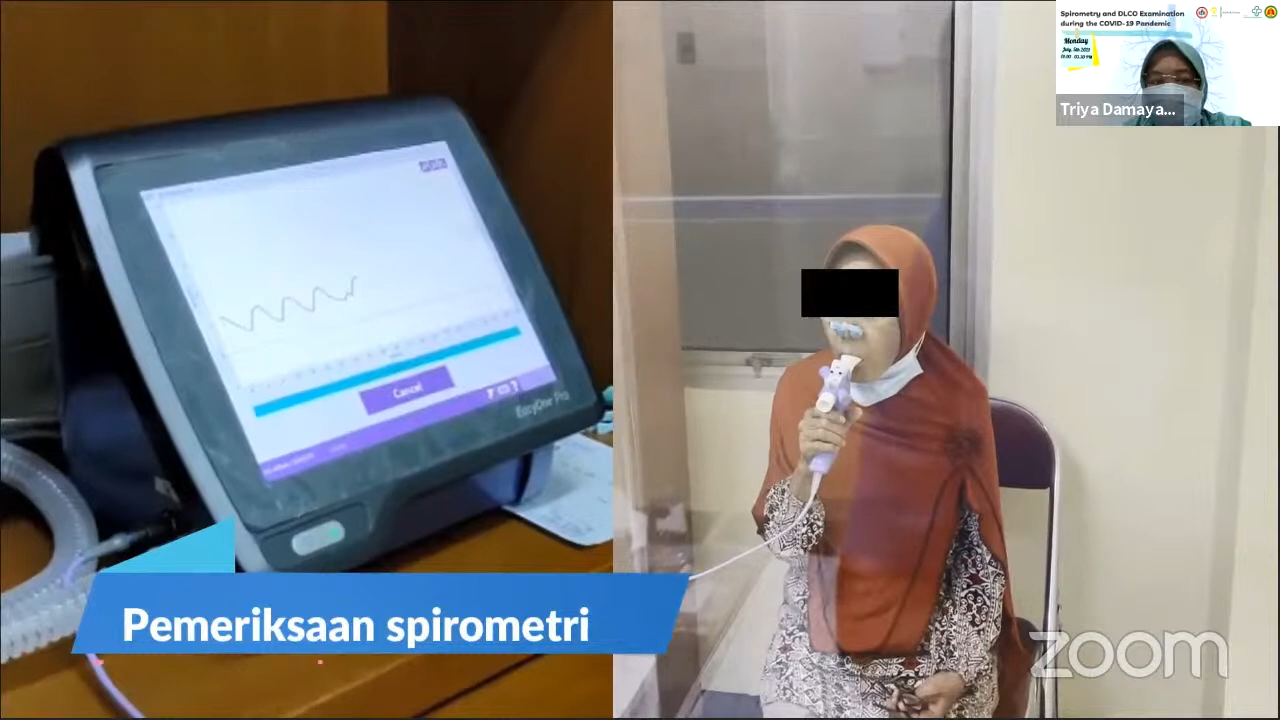 Spirometry and DLCO Examination
during the COVID-19 Pandemic
Monday
Triya Damaya...
Cancel
EasyOne Pro
Pemeriksaan spirometri
zoom